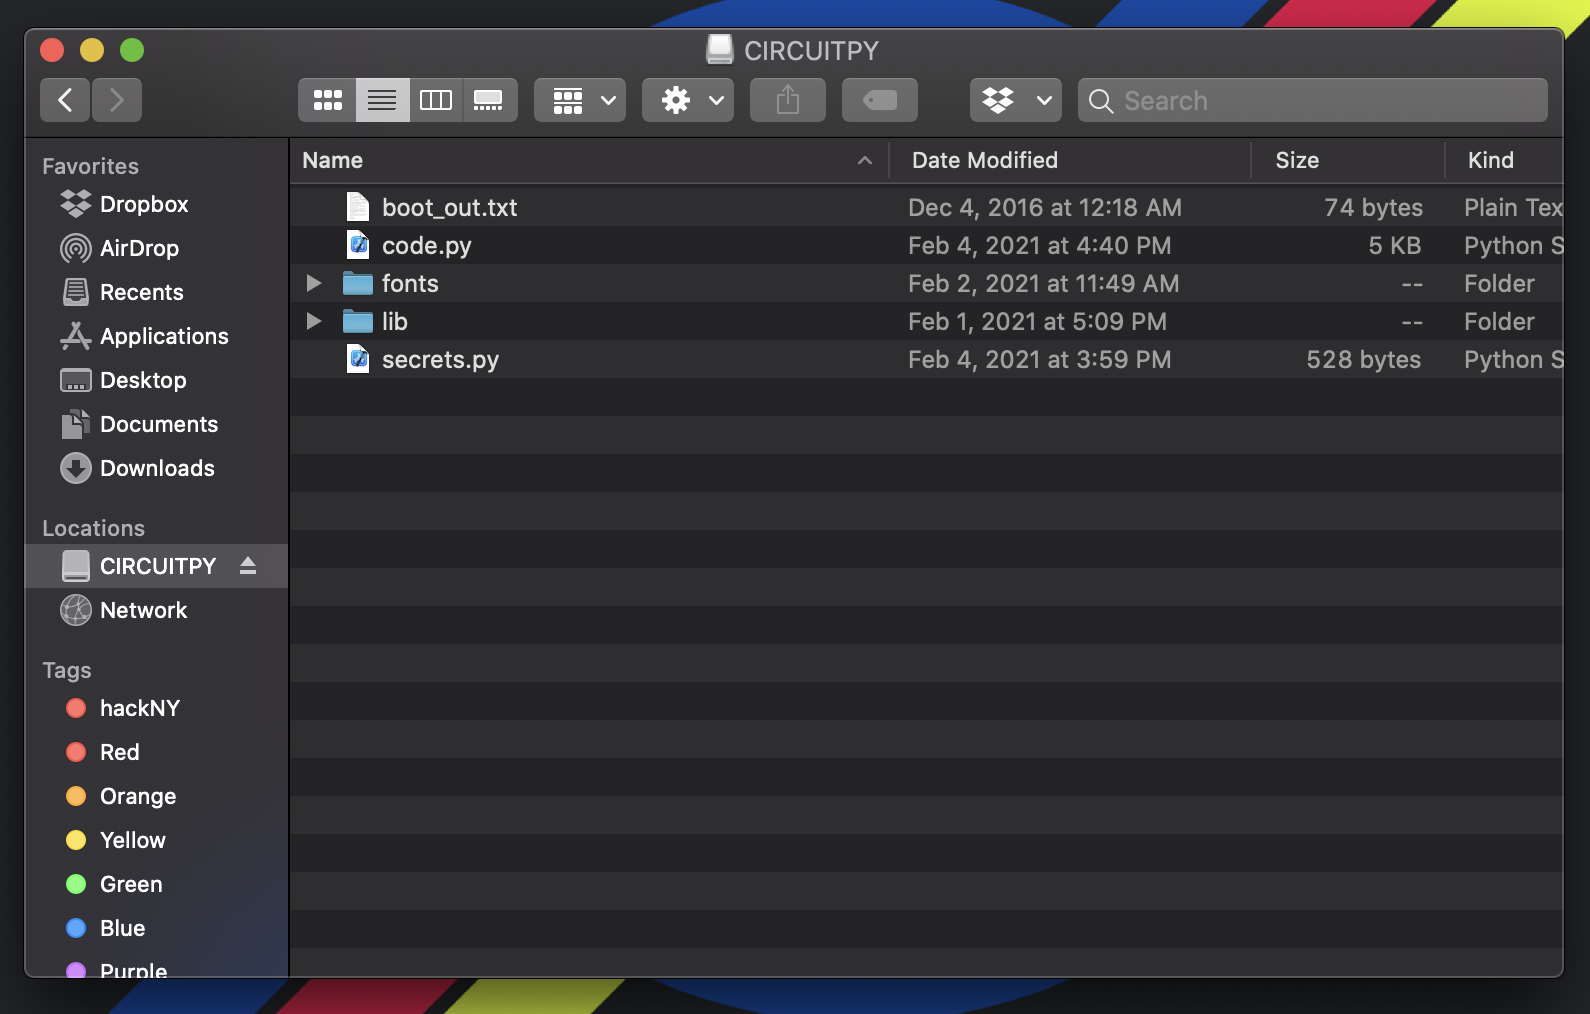 CIRCUITPY
Search
Favorites
Dropbox
AirDrop
Recents
Applications
Desktop
Documents
Downloads
Locations
CIRCUITPY
Network
Tags
hackNY
Red
Orange
Yellow
Green
Blue
Purple
Name Date Modified Size Kind
boot_out.txt Dec 4, 2016 at 12:18 AM 74 bytes Plain Tex
code.py Feb 4, 2021 at 4:40 PM 5 KB Python S
fonts Feb 2, 2021 at 11:49 AM -- Folder
lib Feb 1, 2021 at 5:09 PM -- Folder
secrets.py Feb 4, 2021 at 3:59 PM 528 bytes Python S